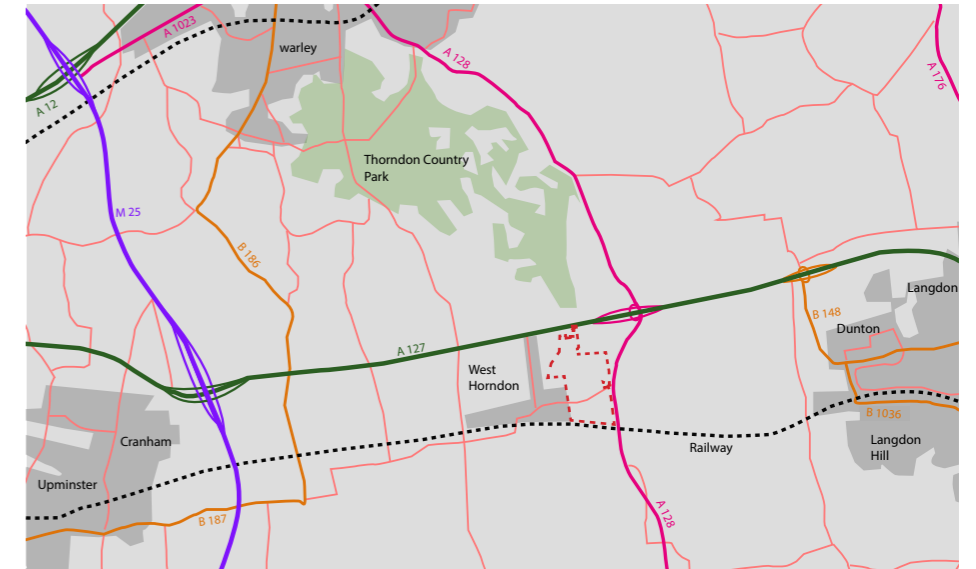 A 1023
warley
A 128
A 176
A 12
Thorndon Country
Park
M 25
B 186
Langdon
B 148
Dunton
A 127
West
Horndon
B 1036
Cranham
Railway
Langdon
Hill
Upminster
A 128
B 187